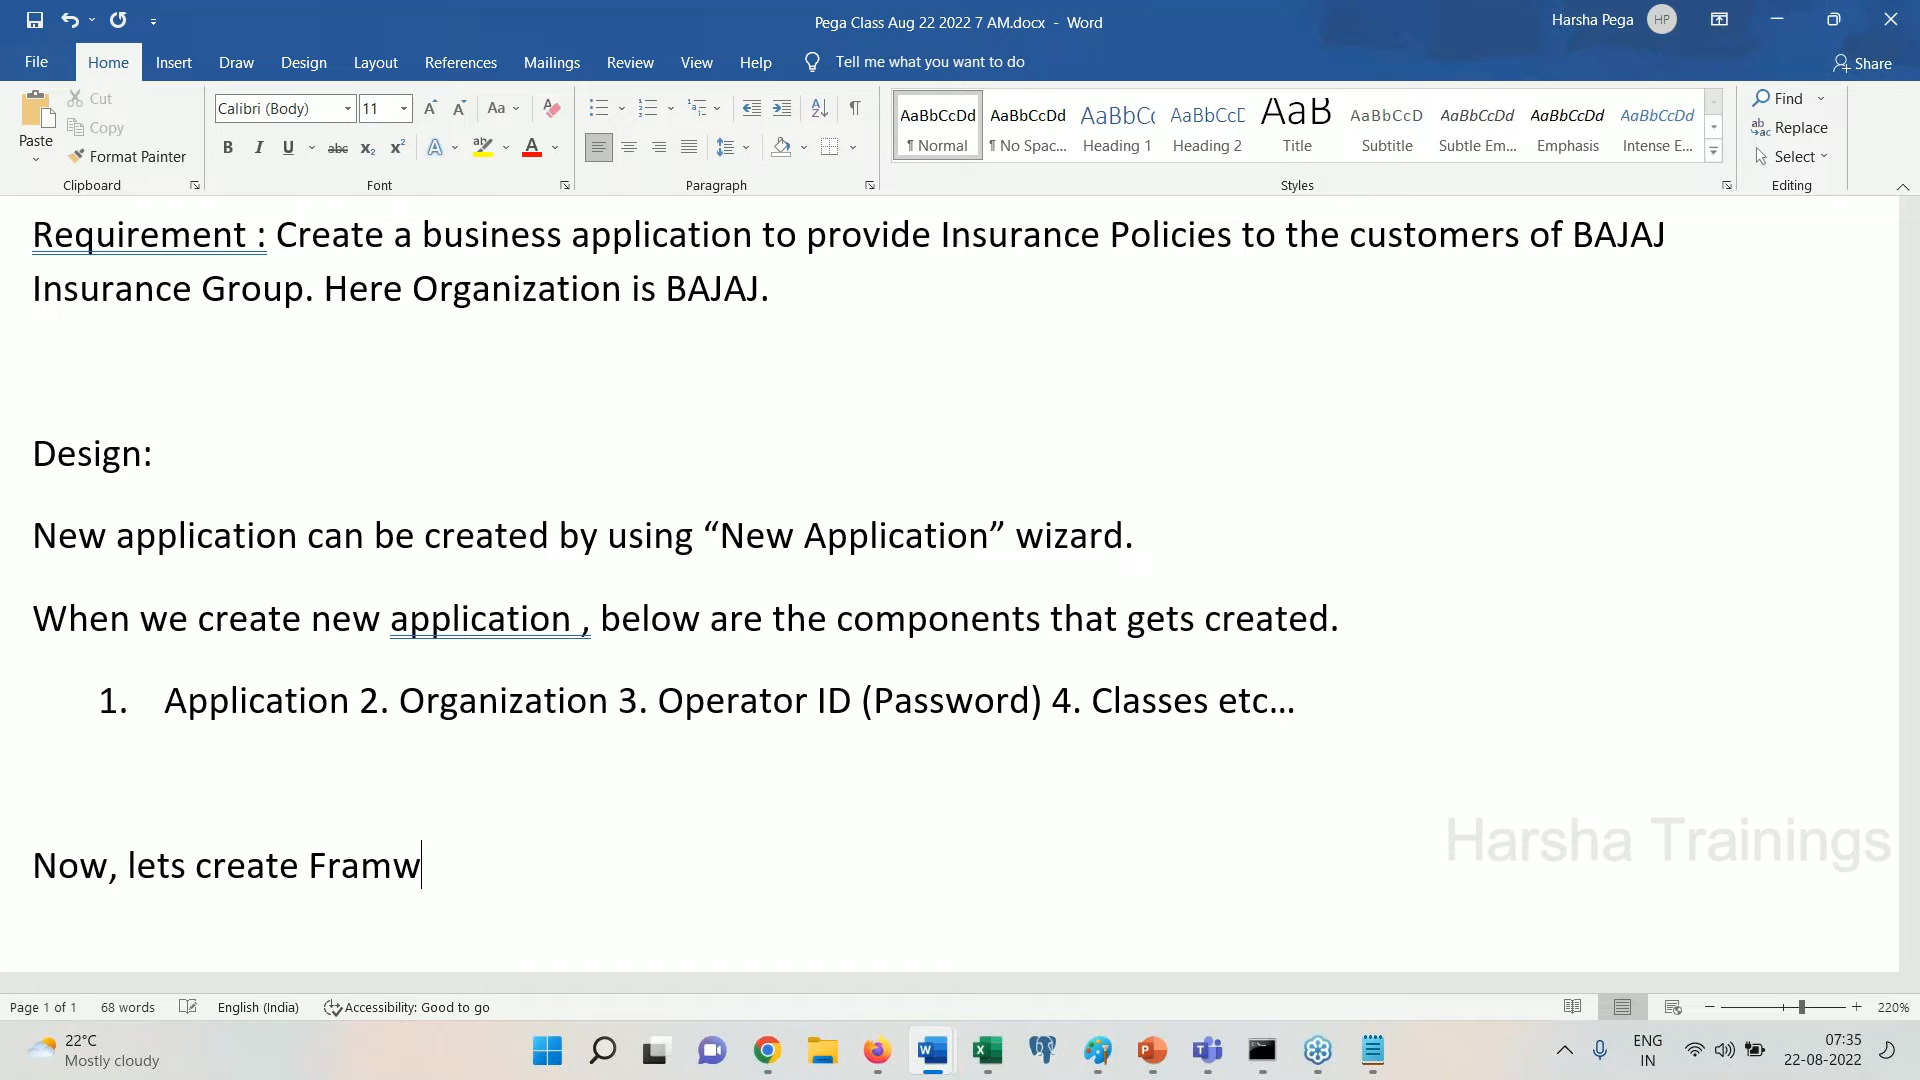 Pega Class Aug 22 2022 7 AM.docx - Word
Harsha Pega HP
File Home Insert Draw Design Layout References Mailings Review View Help Tell me what you want to do Share
Cut
Copy
Paste
Format Painter
Calibri (Body) 11
AaBbCcDd AaBbCcDd AaBbCc AaBbCcC AaB AaBbCcD AaBbCcDd AaBbCcDd AaBbCcDd
¶ Normal ¶ No Spac... Heading 1 Heading 2 Title Subtitle Subtle Em... Emphasis Intense E...
Find
Replace
Select
Clipboard Font Paragraph Styles Editing
Requirement : Create a business application to provide Insurance Policies to the customers of BAJAJ
Insurance Group. Here Organization is BAJAJ.
Design:
New application can be created by using “New Application” wizard.
When we create new application , below are the components that gets created.
1. Application 2. Organization 3. Operator ID (Password) 4. Classes etc…
Now, lets create Framw
Harsha Trainings
Page 1 of 1 68 words English (India) Accessibility: Good to go 220%
22°C
Mostly cloudy
ENG
IN
07:35
22-08-2022